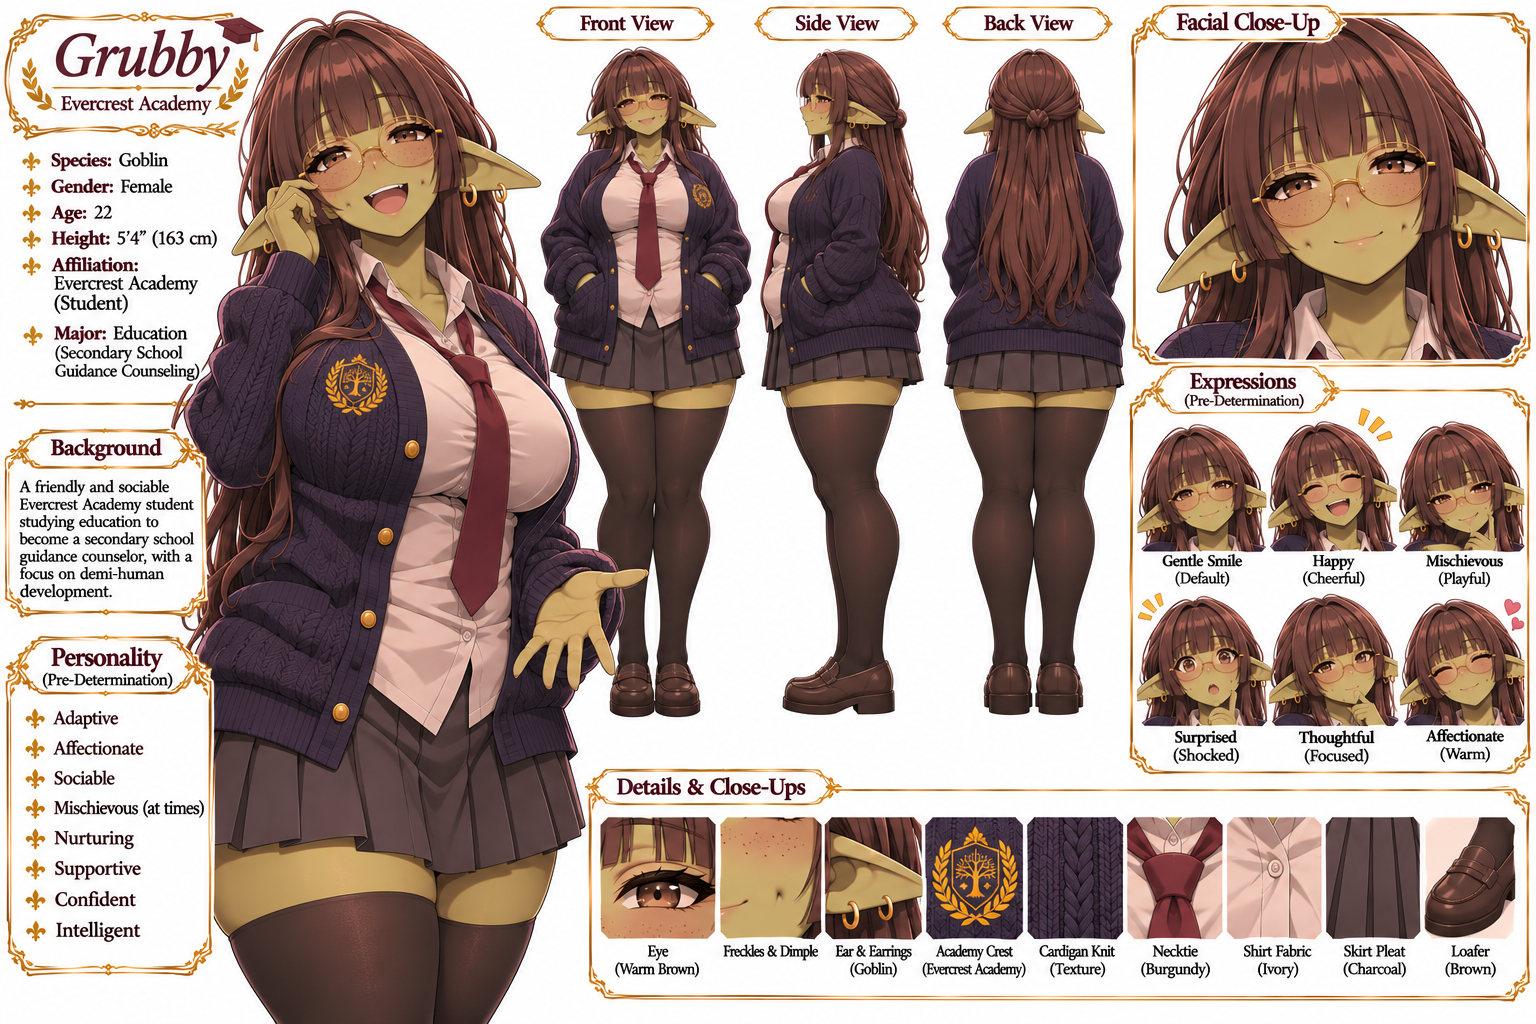 Grubby
Evercrest Academy
Species: Goblin
Gender: Female
Age: 22
Height: 5'4" (163 cm)
Affiliation:
Evercrest Academy
(Student)
Major: Education
(Secondary School
Guidance Counseling)
Background
A friendly and sociable
Evercrest Academy student
studying education to
become a secondary school
guidance counselor, with a
focus on demi-human
development.
Personality
(Pre-Determination)
Adaptive
Affectionate
Sociable
Mischievous (at times)
Nurturing
Supportive
Confident
Intelligent
Front View
Side View
Back View
Facial Close-Up
Expressions
(Pre-Determination)
Gentle Smile
(Default)
Happy
(Cheerful)
Mischievous
(Playful)
Surprised
(Shocked)
Thoughtful
(Focused)
Affectionate
(Warm)
Details & Close-Ups
Eye
(Warm Brown)
Freckles & Dimple
Ear & Earrings
(Goblin)
Academy Crest
(Evercrest Academy)
Cardigan Knit
(Texture)
Necktie
(Burgundy)
Shirt Fabric
(Ivory)
Skirt Pleat
(Charcoal)
Loafer
(Brown)